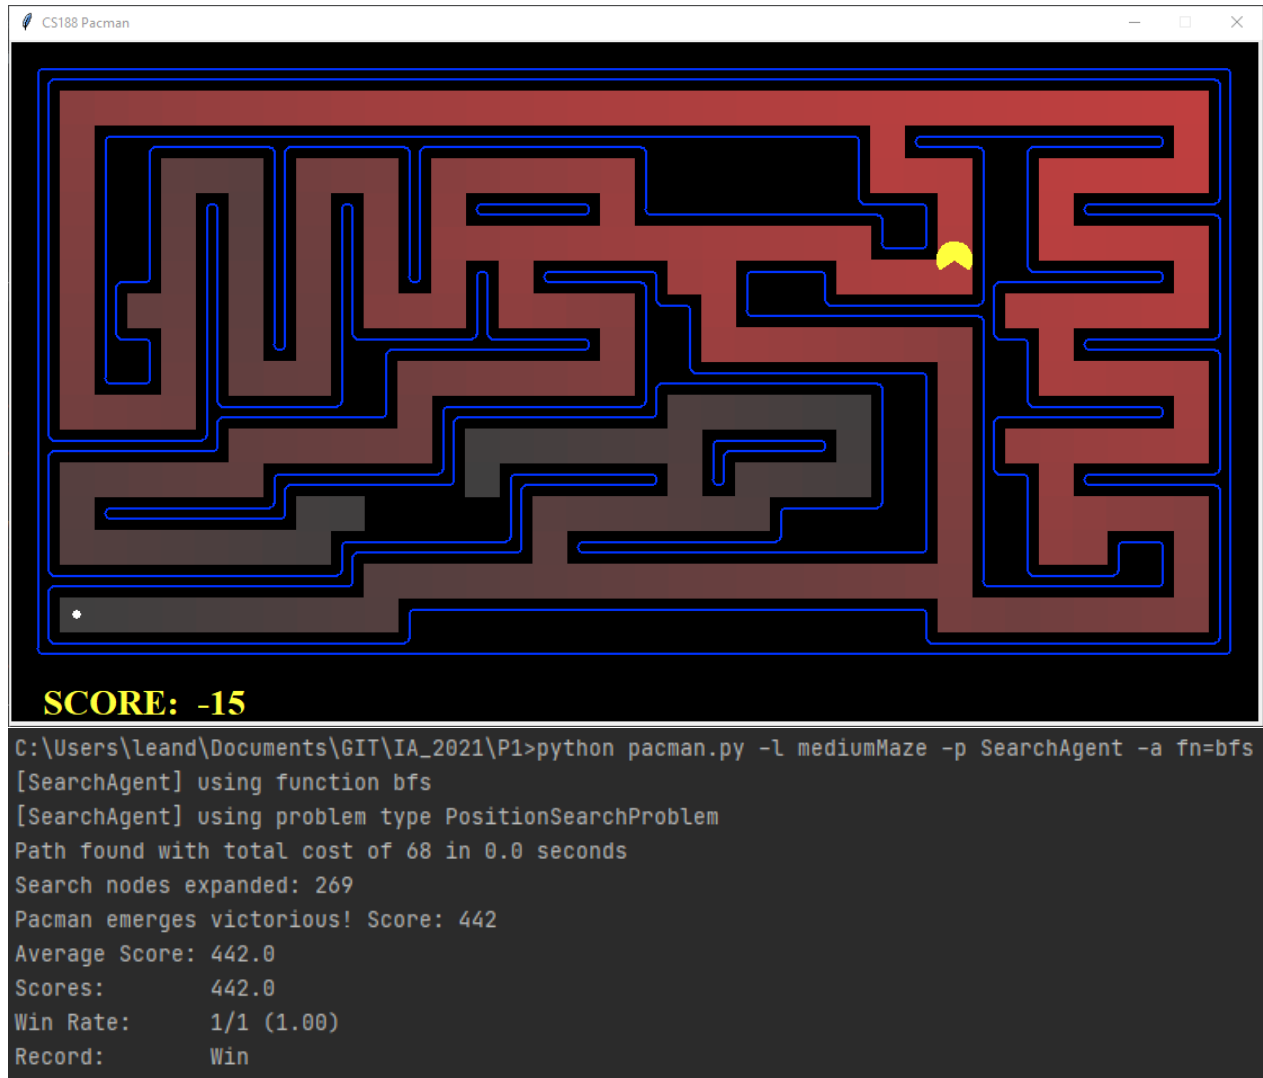 CS188 Pacman
SCORE: -15
C:\Users\leand\Documents\GIT\IA_2021\P1>python pacman.py -l mediumMaze -p SearchAgent -a fn=bfs
[SearchAgent] using function bfs
[SearchAgent] using problem type PositionSearchProblem
Path found with total cost of 68 in 0.0 seconds
Search nodes expanded: 269
Pacman emerges victorious! Score: 442
Average Score: 442.0
Scores:        442.0
Win Rate:      1/1 (1.00)
Record:        Win